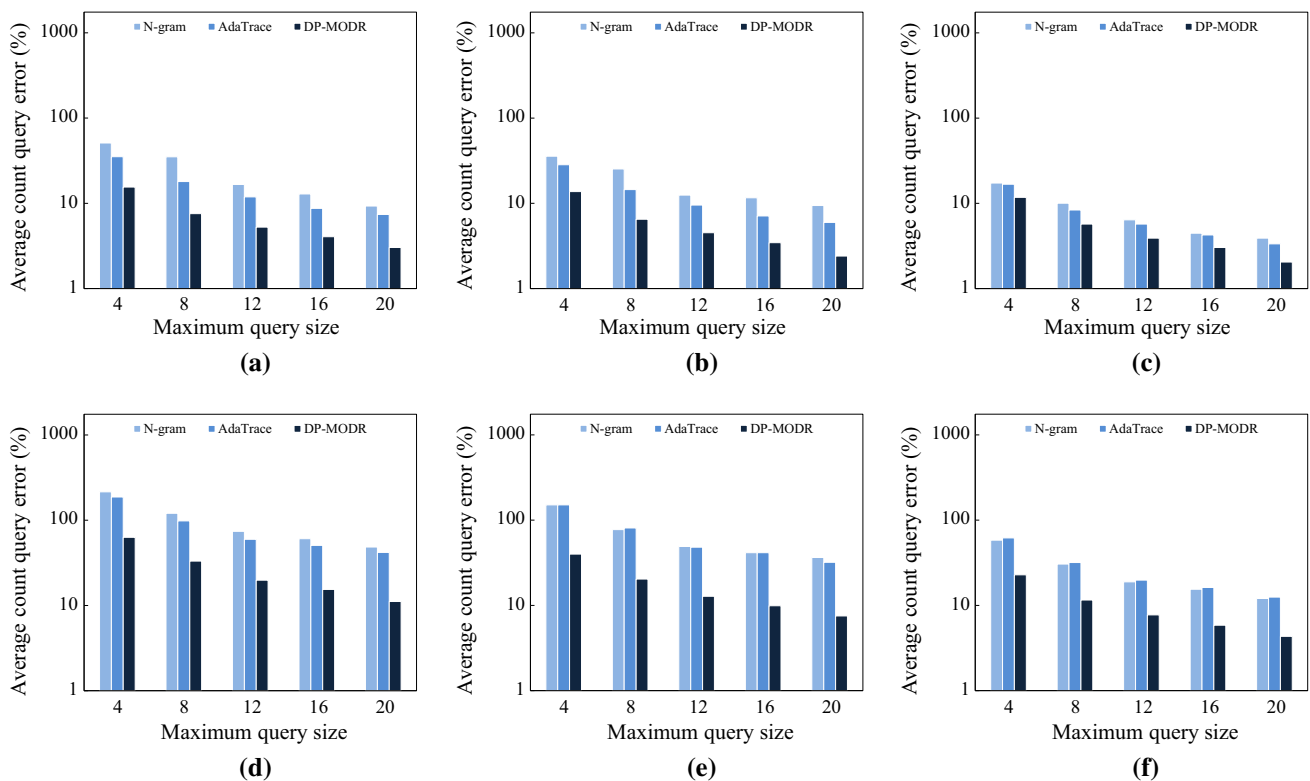 N-gram AdaTrace DP-MODR
Average count query error (%)
1000
100
10
1
4 8 12 16 20
Maximum query size
(a)
N-gram AdaTrace DP-MODR
Average count query error (%)
1000
100
10
1
4 8 12 16 20
Maximum query size
(b)
N-gram AdaTrace DP-MODR
Average count query error (%)
1000
100
10
1
4 8 12 16 20
Maximum query size
(c)
N-gram AdaTrace DP-MODR
Average count query error (%)
1000
100
10
1
4 8 12 16 20
Maximum query size
(d)
N-gram AdaTrace DP-MODR
Average count query error (%)
1000
100
10
1
4 8 12 16 20
Maximum query size
(e)
N-gram AdaTrace DP-MODR
Average count query error (%)
1000
100
10
1
4 8 12 16 20
Maximum query size
(f)